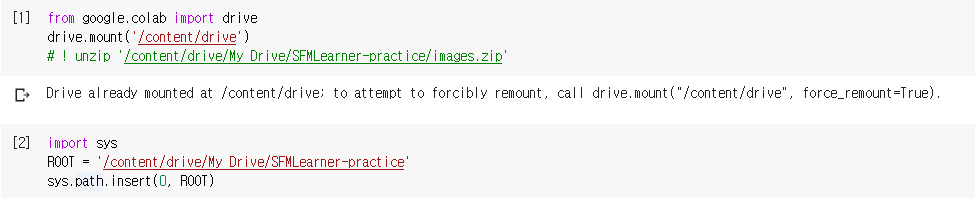 [1] from google.colab import drive
drive.mount('/content/drive')
# ! unzip '/content/drive/My Drive/SFMLearner-practice/images.zip'
Drive already mounted at /content/drive; to attempt to forcibly remount, call drive.mount("/content/drive", force_remount=True).
[2] import sys
ROOT = '/content/drive/My Drive/SFMLearner-practice'
sys.path.insert(0, ROOT)